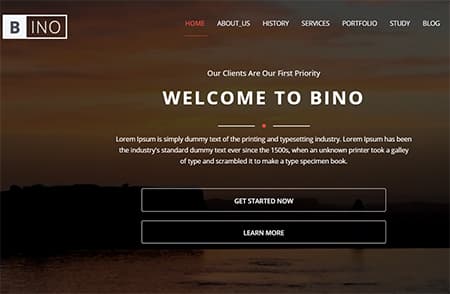 BINO
HOME ABOUT_US HISTORY SERVICES PORTFOLIO STUDY BLOG
Our Clients Are Our First Priority
WELCOME TO BINO
Lorem Ipsum is simply dummy text of the printing and typesetting industry. Lorem Ipsum has been
the industry's standard dummy text ever since the 1500s, when an unknown printer took a galley
of type and scrambled it to make a type specimen book.
GET STARTED NOW
LEARN MORE